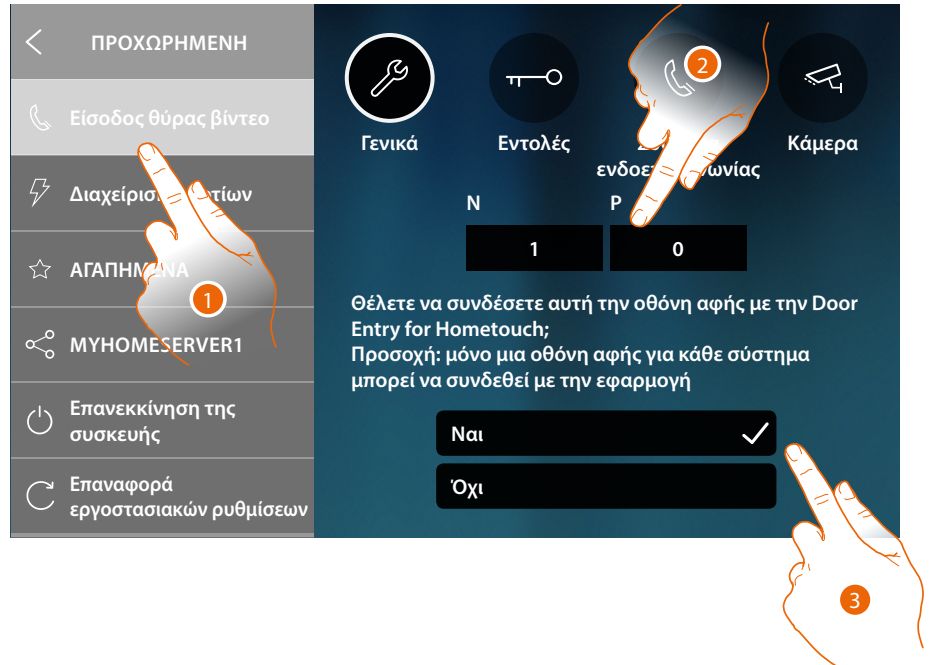 ΠΡΟΧΩΡΗΜΕΝΗ
Είσοδος θύρας βίντεο
ΑΓΑΠΗΜΕΝΑ
MYHOMESERVER1
Επανεκκίνηση της
συσκευής
Επαναφορά
εργοστασιακών ρυθμίσεων
1
2
Γενικά
Εντολές
Κάμερα
N
P
1
0
Θέλετε να συνδέσετε αυτή την οθόνη αφής με την Door
Entry for Hometouch;
Προσοχή: μόνο μια οθόνη αφής για κάθε σύστημα
μπορεί να συνδεθεί με την εφαρμογή
Ναι
Όχι
3